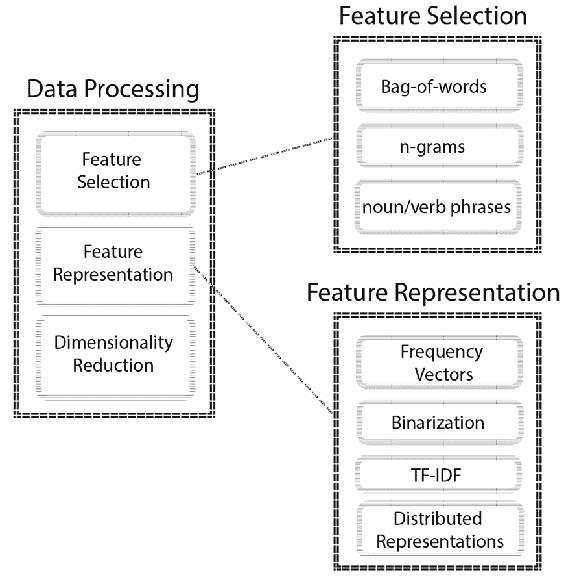 Data Processing
Feature
Selection
Feature
Representation
Dimensionality
Reduction
Feature Selection
Bag-of-words
n-grams
noun/verb phrases
Feature Representation
Frequency
Vectors
Binarization
TF-IDF
Distributed
Representations